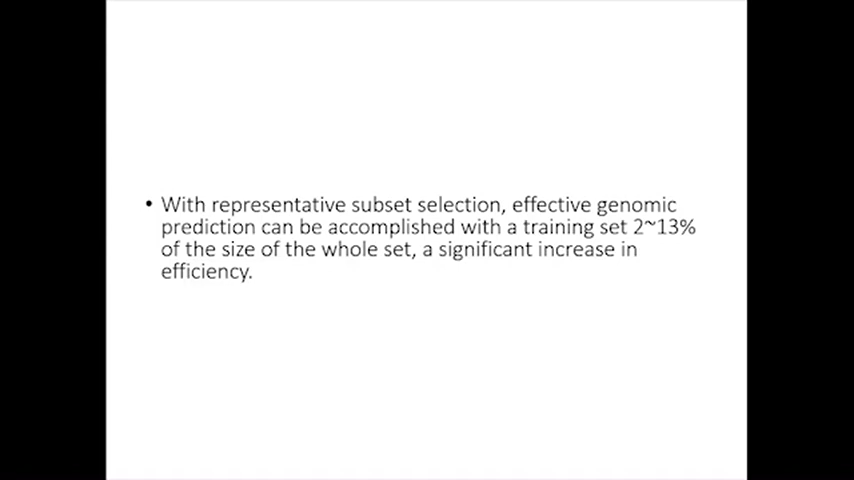 • With representative subset selection, effective genomic
prediction can be accomplished with a training set 2~13%
of the size of the whole set, a significant increase in
efficiency.